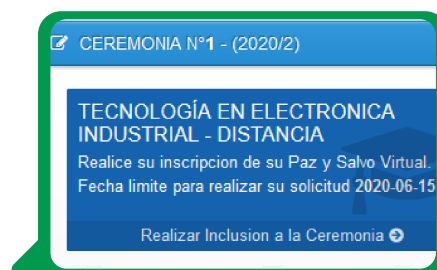 CEREMONIA N°1 - (2020/2)
TECNOLOGÍA EN ELECTRONICA
INDUSTRIAL - DISTANCIA
Realice su inscripcion de su Paz y Salvo Virtual.
Fecha limite para realizar su solicitud 2020-06-15
Realizar Inclusion a la Ceremonia